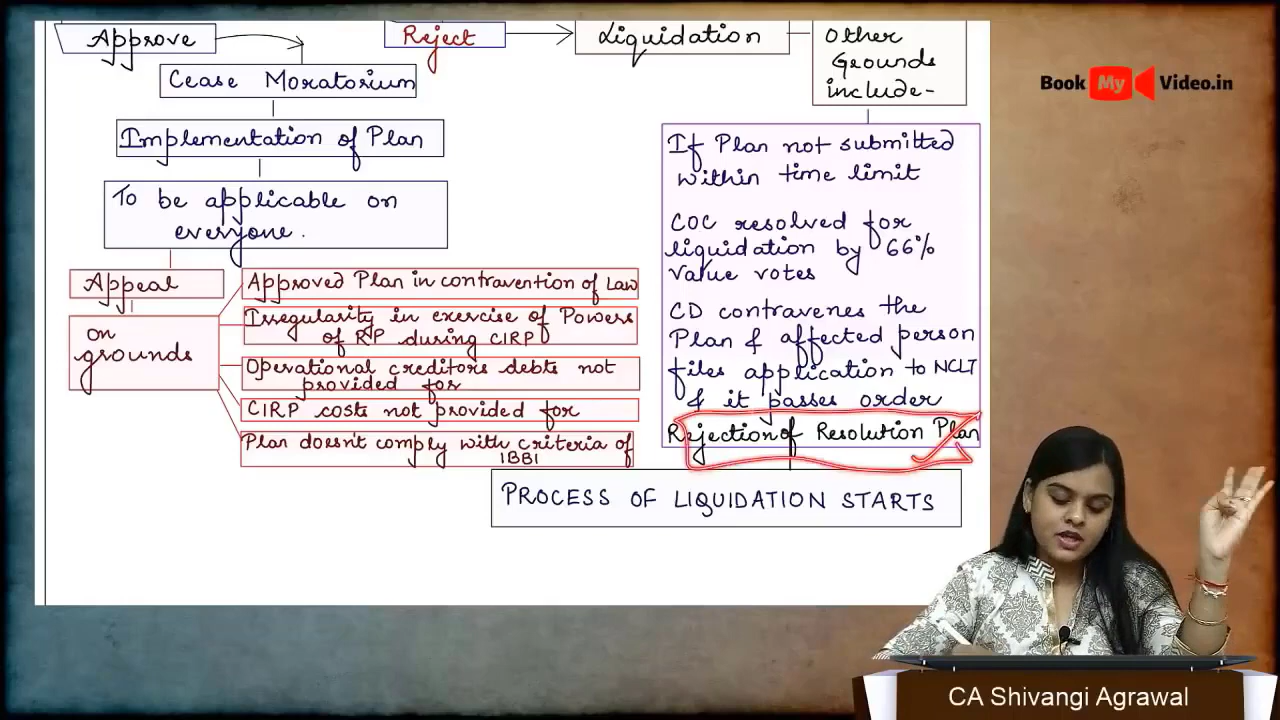 Approve
Reject
Liquidation
Other
Grounds
include-
Book My Video.in
Cease Moratorium
Implementation of Plan
To be applicable on
everyone.
Appeal
on
grounds
Approved Plan in contravention of Law
Irregularity in exercise of Powers
of RP during CIRP
Operational creditors debts not
provided for
CIRP costs not provided for
Plan doesn't comply with criteria of
IBBI
If Plan not submitted
within time limit
COC resolved for
liquidation by 66%
value votes
CD contravenes the
Plan & affected person
files application to NCLT
& it passes order
Rejection of Resolution Plan
PROCESS OF LIQUIDATION STARTS
CA Shivangi Agrawal